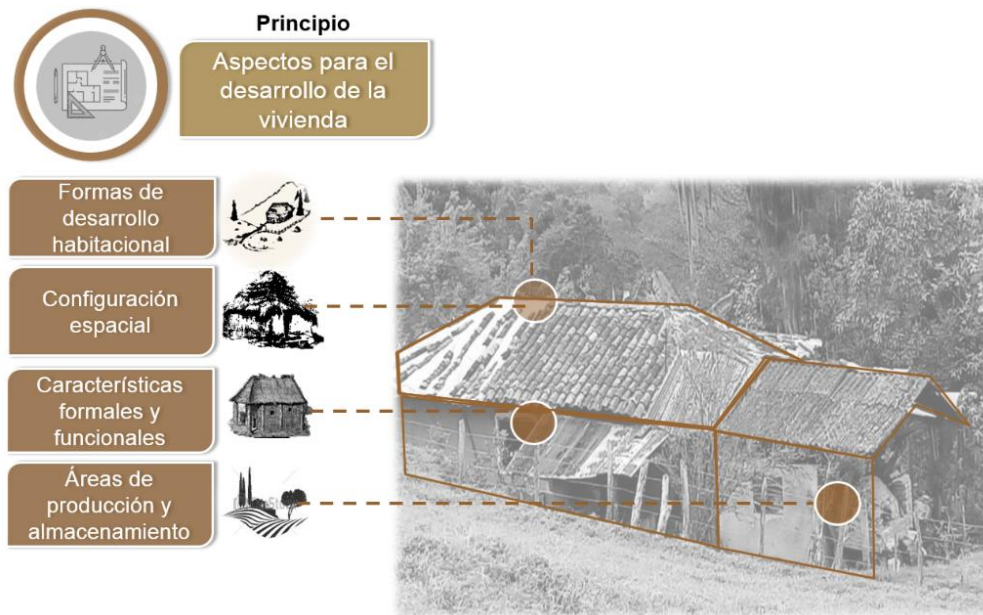 Principio
Aspectos para el
desarrollo de la
vivienda
Formas de
desarrollo
habitacional
Configuración
espacial
Características
formales y
funcionales
Áreas de
producción y
almacenamiento